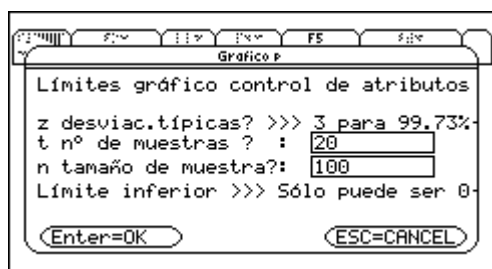 F5
Gráfico p
Límites gráfico control de atributos
z desviac.típicas? >>> 3 para 99.73%
t nº de muestras ? : 20
n tamaño de muestra?: 100
Límite inferior >>> Sólo puede ser 0
Enter=OK ESC=CANCEL